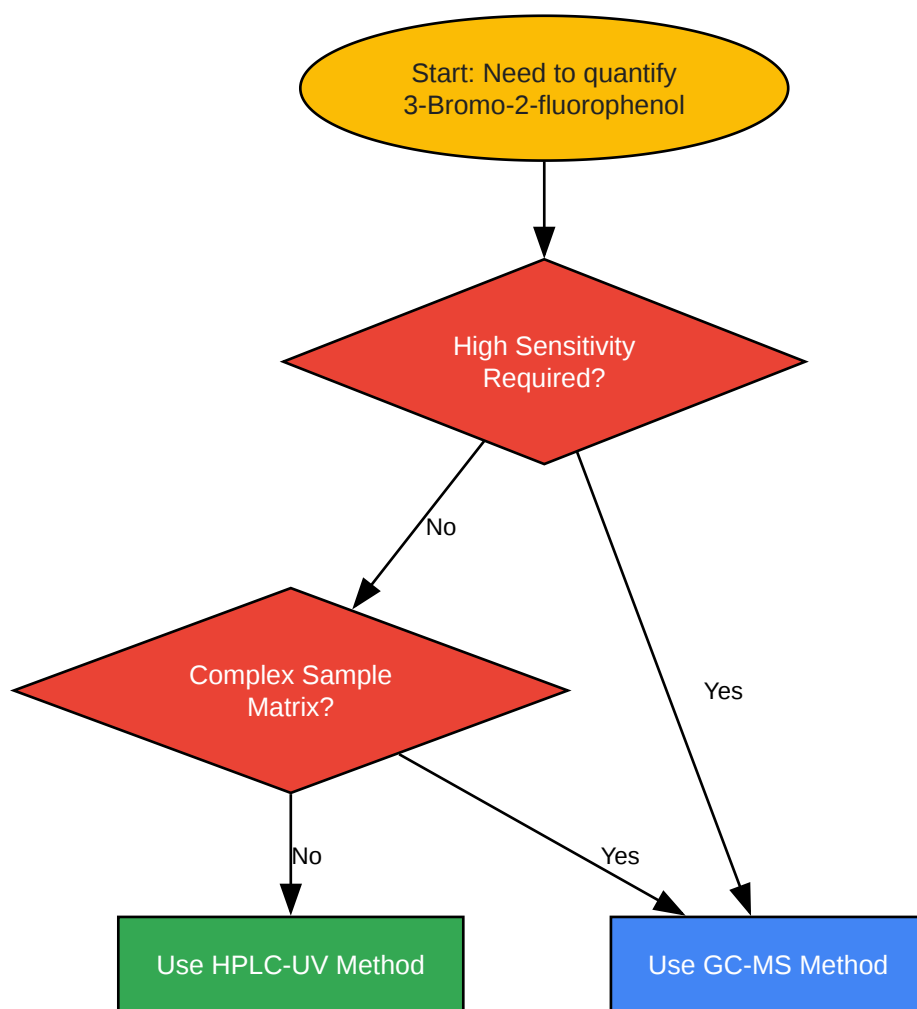 Start: Need to quantify
3-Bromo-2-fluorophenol
High Sensitivity
Required?
No
Yes
Complex Sample
Matrix?
No
Yes
Use HPLC-UV Method
Use GC-MS Method